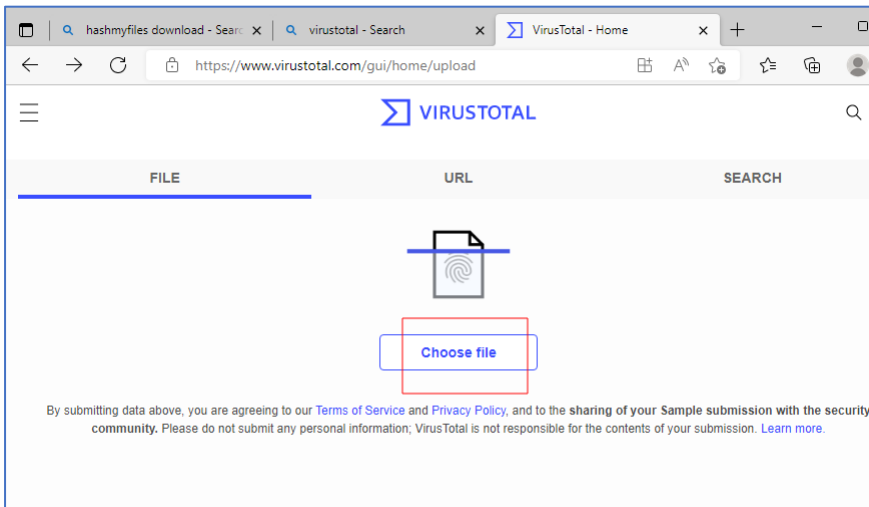 hashmyfiles download - Searc
virustotal - Search
VirusTotal - Home
https://www.virustotal.com/gui/home/upload
VIRUSTOTAL
FILE
URL
SEARCH
Choose file
By submitting data above, you are agreeing to our Terms of Service and Privacy Policy, and to the sharing of your Sample submission with the security
community. Please do not submit any personal information; VirusTotal is not responsible for the contents of your submission. Learn more.